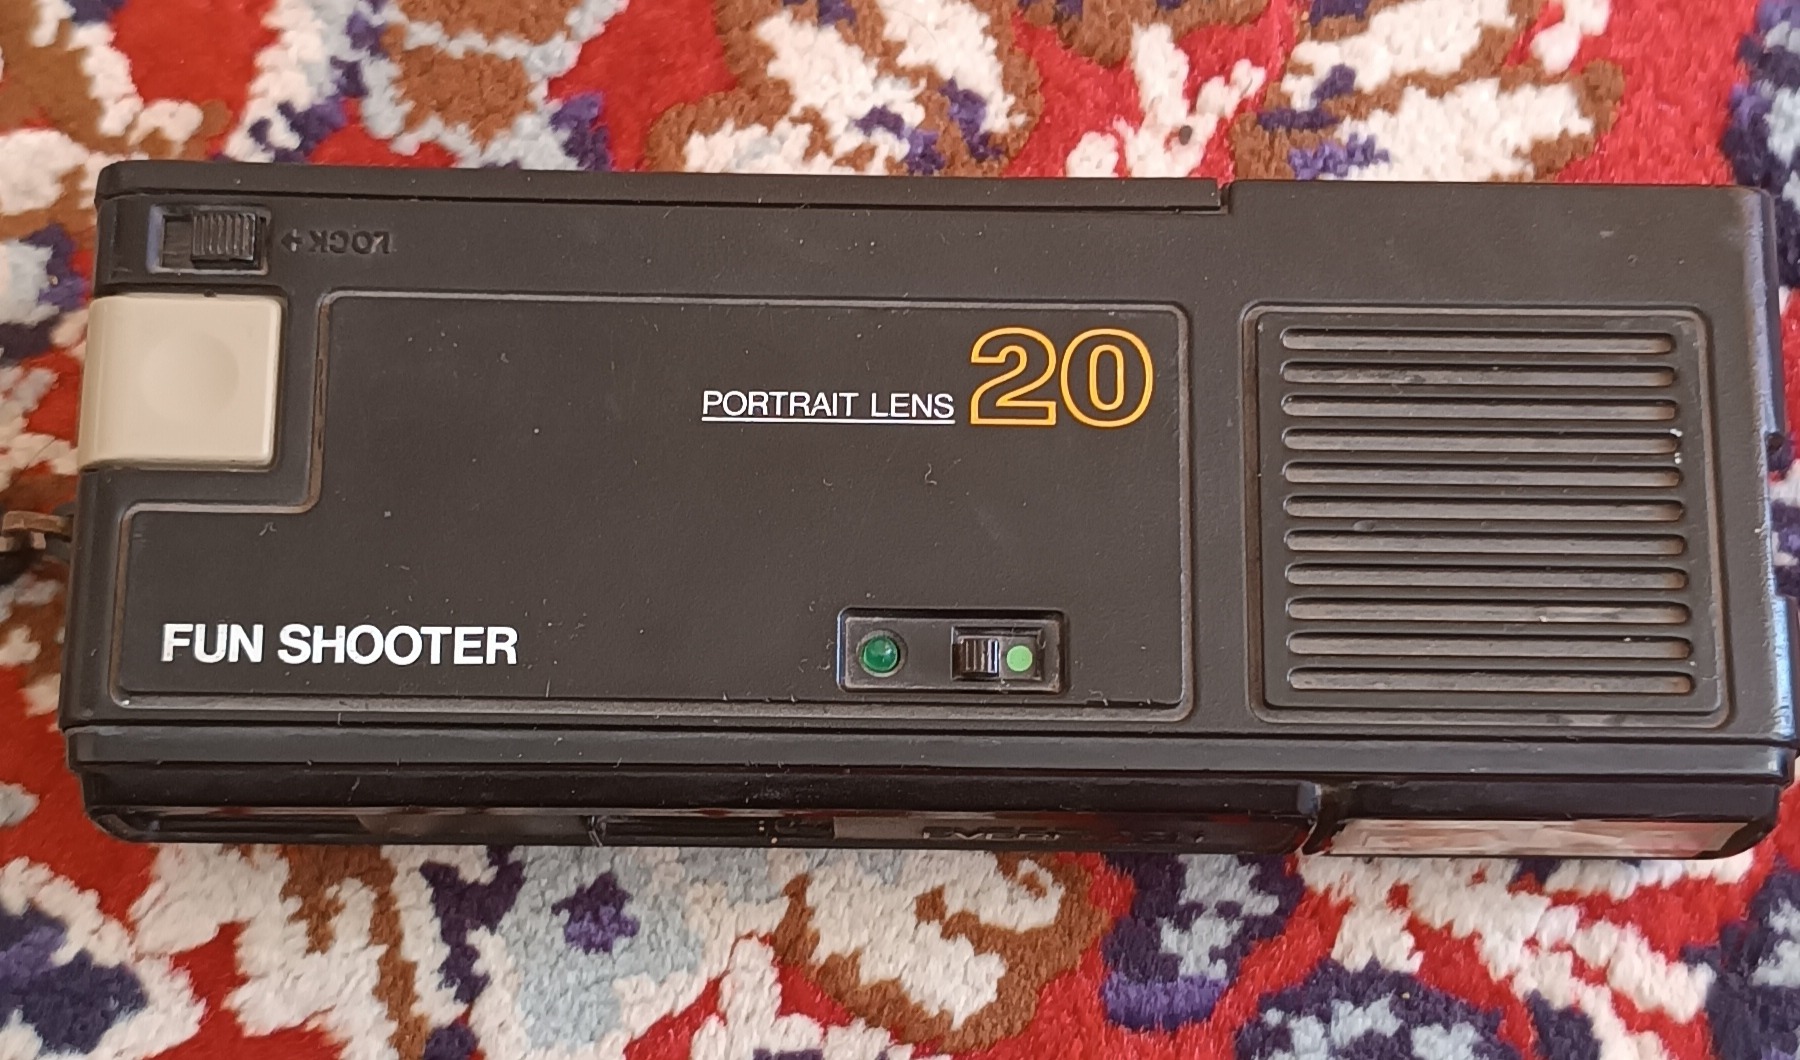 LOCK
PORTRAIT LENS 20
FUN SHOOTER